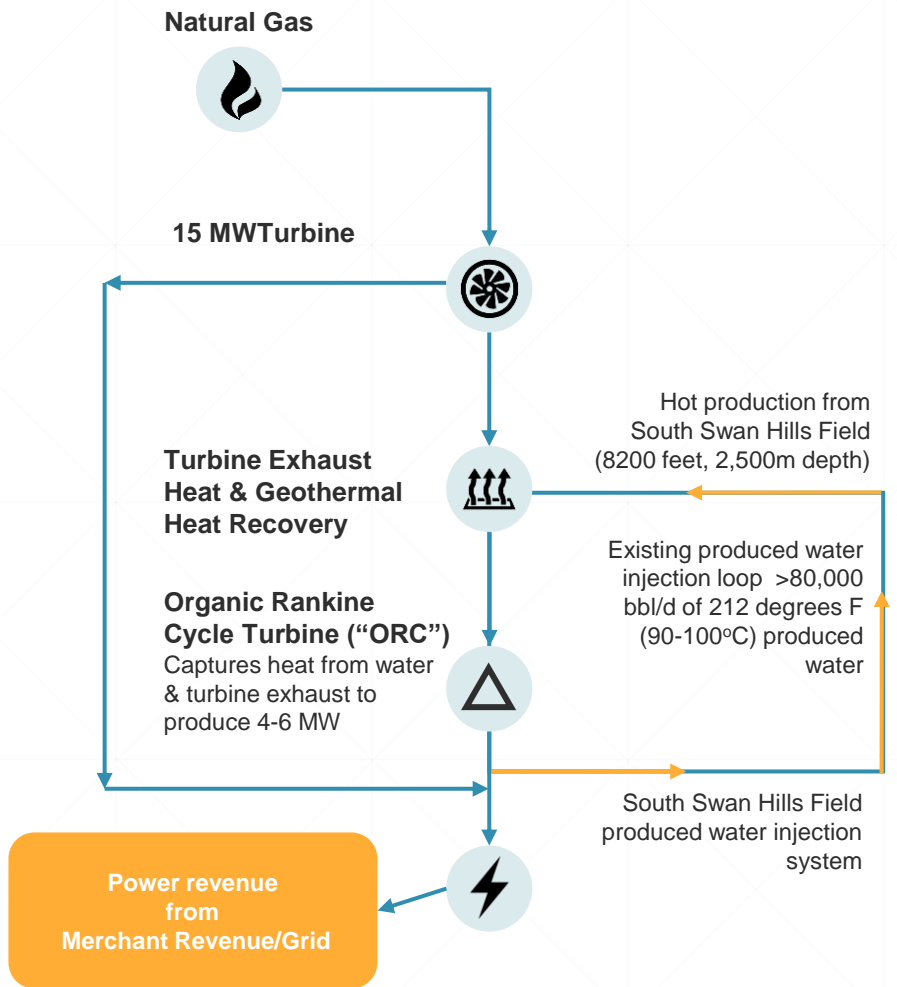 Natural Gas
15 MWTurbine
Hot production from
South Swan Hills Field
(8200 feet, 2,500m depth)
Turbine Exhaust
Heat & Geothermal
Heat Recovery
Existing produced water
injection loop  >80,000
bbl/d of 212 degrees F
(90-100°C) produced
water
Organic Rankine
Cycle Turbine (“ORC”)
Captures heat from water
& turbine exhaust to
produce 4-6 MW
South Swan Hills Field
produced water injection
system
Power revenue
from
Merchant Revenue/Grid